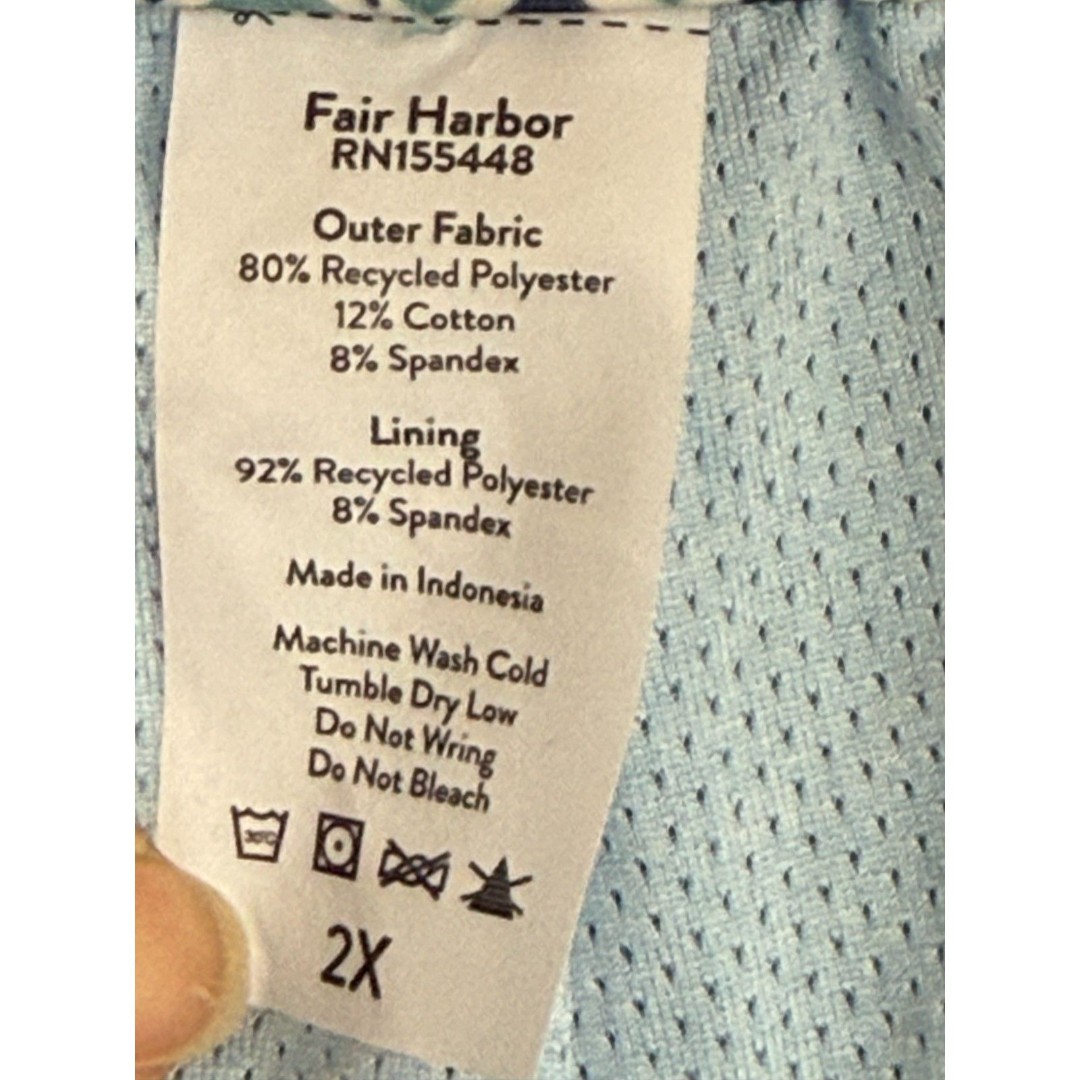 Fair Harbor
RN155448
Outer Fabric
80% Recycled Polyester
12% Cotton
8% Spandex
Lining
92% Recycled Polyester
8% Spandex
Made in Indonesia
Machine Wash Cold
Tumble Dry Low
Do Not Wring
Do Not Bleach
30°C
2X